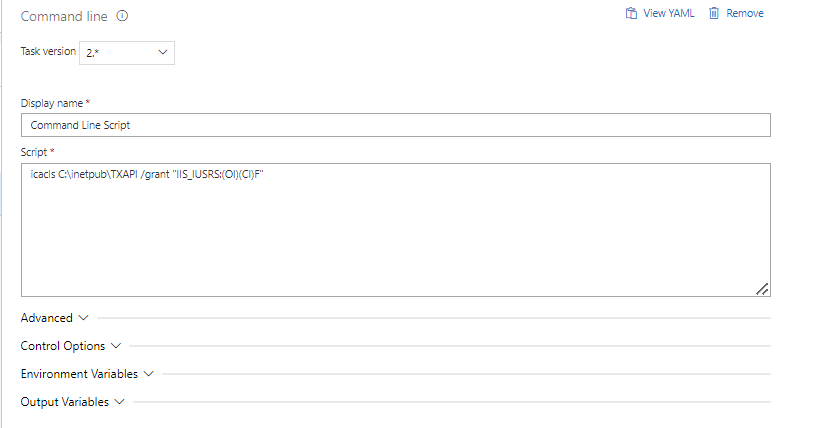 Command line
View YAML
Remove
Task version
2.*
Display name *
Command Line Script
Script *
icacls C:\inetpub\TXAPI /grant "IIS_IUSRS:(OI)(CI)F"
Advanced
Control Options
Environment Variables
Output Variables